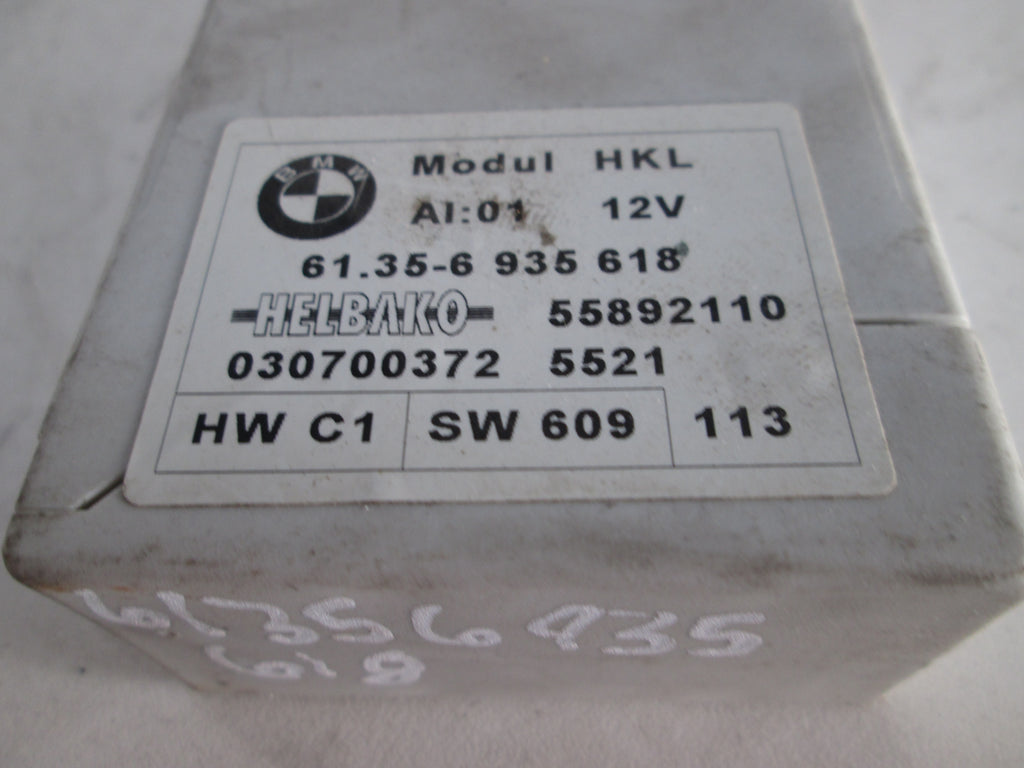 BMW
Modul HKL
AI:01 12V
61.35-6 935 618
HELBAKO 55892110
030700372 5521
HW C1 SW 609 113
61356935
618